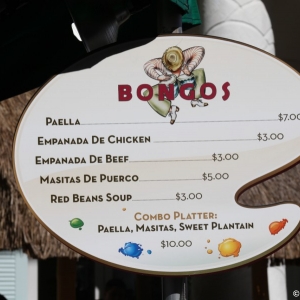 BONGOS
PAELLA $7.00
EMPANADA DE CHICKEN $3.00
EMPANADA DE BEEF $3.00
MASITAS DE PUERCO $5.00
RED BEANS SOUP $3.00
COMBO PLATTER:
PAELLA, MASITAS, SWEET PLANTAIN
$10.00
©